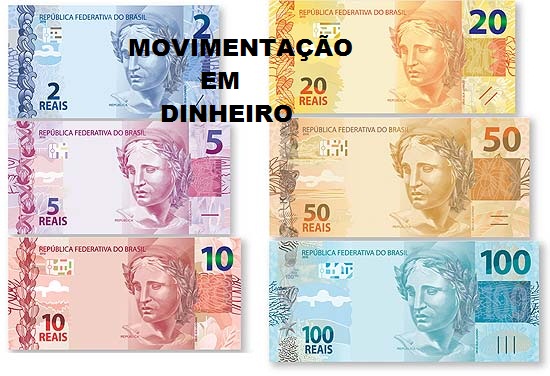 MOVIMENTAÇÃO
EM
DINHEIRO
REPÚBLICA FEDERATIVA DO BRASIL
2
2
REAIS
REPÚBLICA
REPÚBLICA FEDERATIVA DO BRASIL
5
5
REAIS
REPÚBLICA FEDERATIVA DO BRASIL
10
10
REAIS
REPÚBLICA FEDERATIVA DO BRASIL
20
20
REAIS
REPÚBLICA
REPÚBLICA FEDERATIVA DO BRASIL
50
50
REAIS
REPÚBLICA FEDERATIVA DO BRASIL
100
100
REAIS